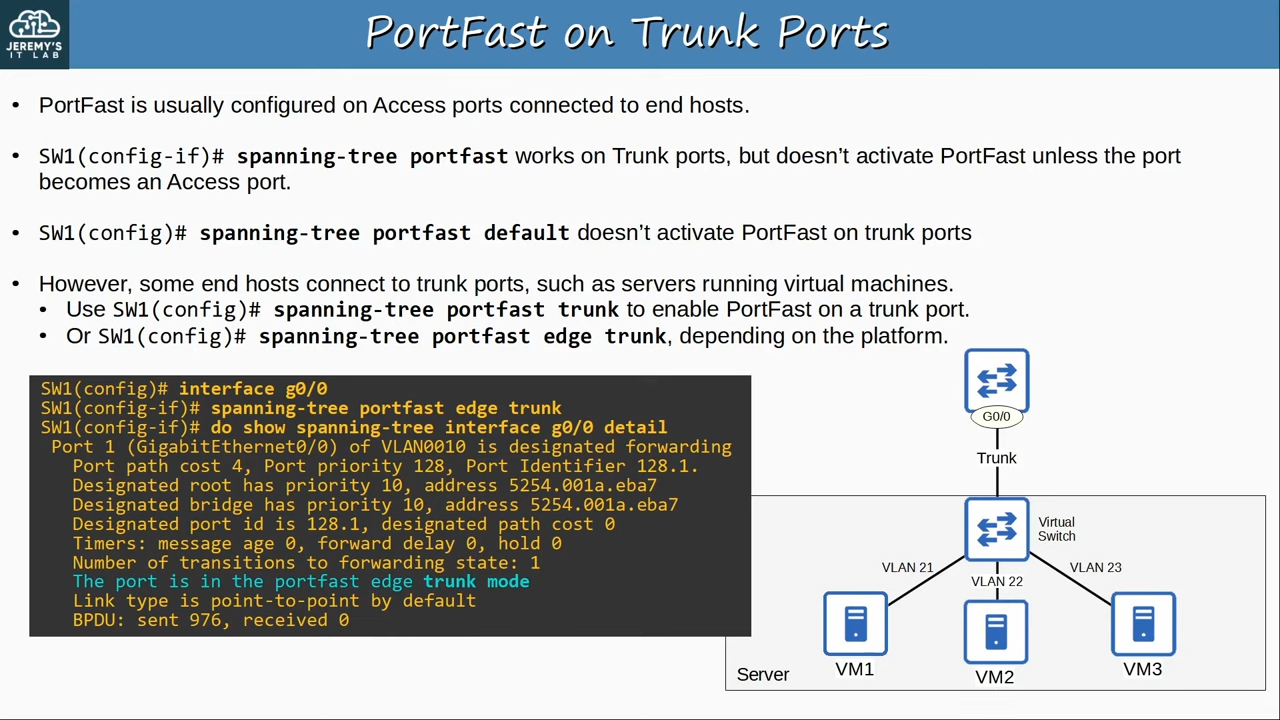 JEREMY'S
IT LAB
PortFast on Trunk Ports
• PortFast is usually configured on Access ports connected to end hosts.
• SW1(config-if)# spanning-tree portfast works on Trunk ports, but doesn't activate PortFast unless the port
becomes an Access port.
• SW1(config)# spanning-tree portfast default doesn't activate PortFast on trunk ports
• However, some end hosts connect to trunk ports, such as servers running virtual machines.
• Use SW1(config)# spanning-tree portfast trunk to enable PortFast on a trunk port.
• Or SW1(config)# spanning-tree portfast edge trunk, depending on the platform.
SW1(config)# interface g0/0
SW1(config-if)# spanning-tree portfast edge trunk
SW1(config-if)# do show spanning-tree interface g0/0 detail
Port 1 (GigabitEthernet0/0) of VLAN0010 is designated forwarding
Port path cost 4, Port priority 128, Port Identifier 128.1.
Designated root has priority 10, address 5254.001a.eba7
Designated bridge has priority 10, address 5254.001a.eba7
Designated port id is 128.1, designated path cost 0
Timers: message age 0, forward delay 0, hold 0
Number of transitions to forwarding state: 1
The port is in the portfast edge trunk mode
Link type is point-to-point by default
BPDU: sent 976, received 0
G0/0
Trunk
Virtual
Switch
VLAN 21
VLAN 22
VLAN 23
VM1
VM2
VM3
Server